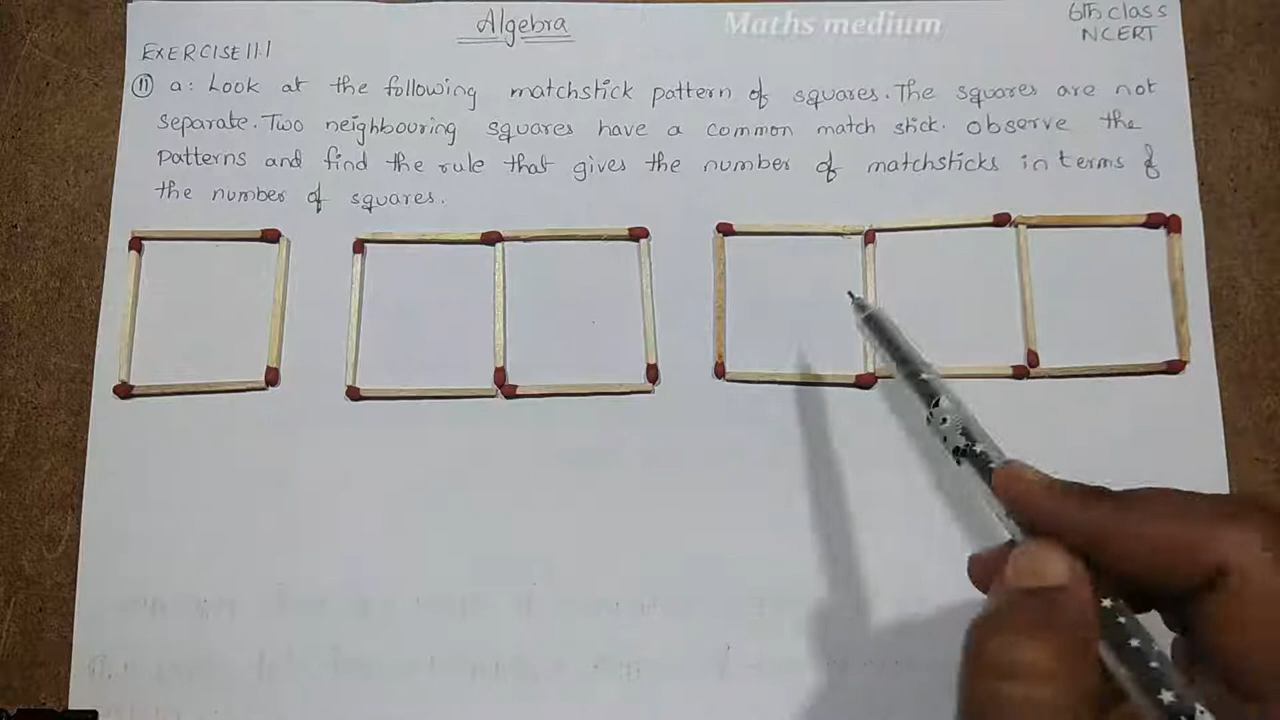 Algebra
Maths medium
6Th class
NCERT
EXERCISE 11.1
11 a: Look at the following matchstick pattern of squares. The squares are not
separate. Two neighbouring squares have a common match stick. Observe the
Patterns and find the rule that gives the number of matchsticks in terms of
the number of squares.